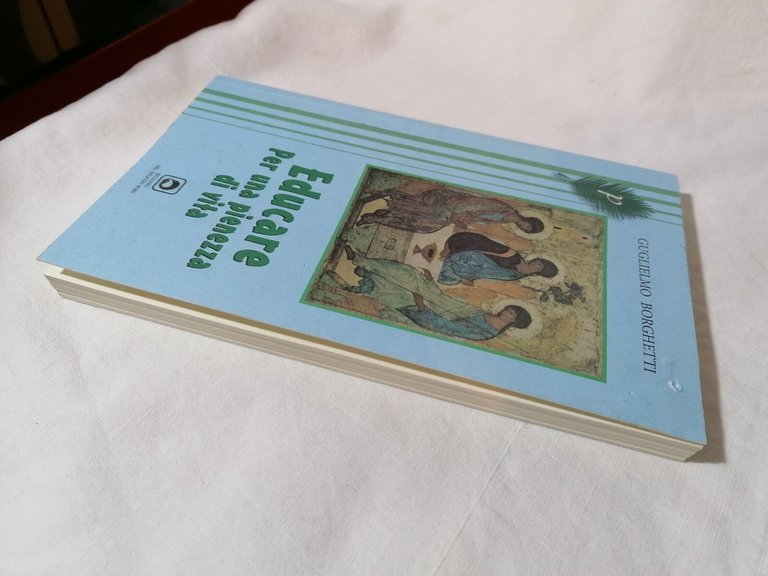 GUGLIELMO BORGHETTI
p
Educare
Per una pienezza
di vita